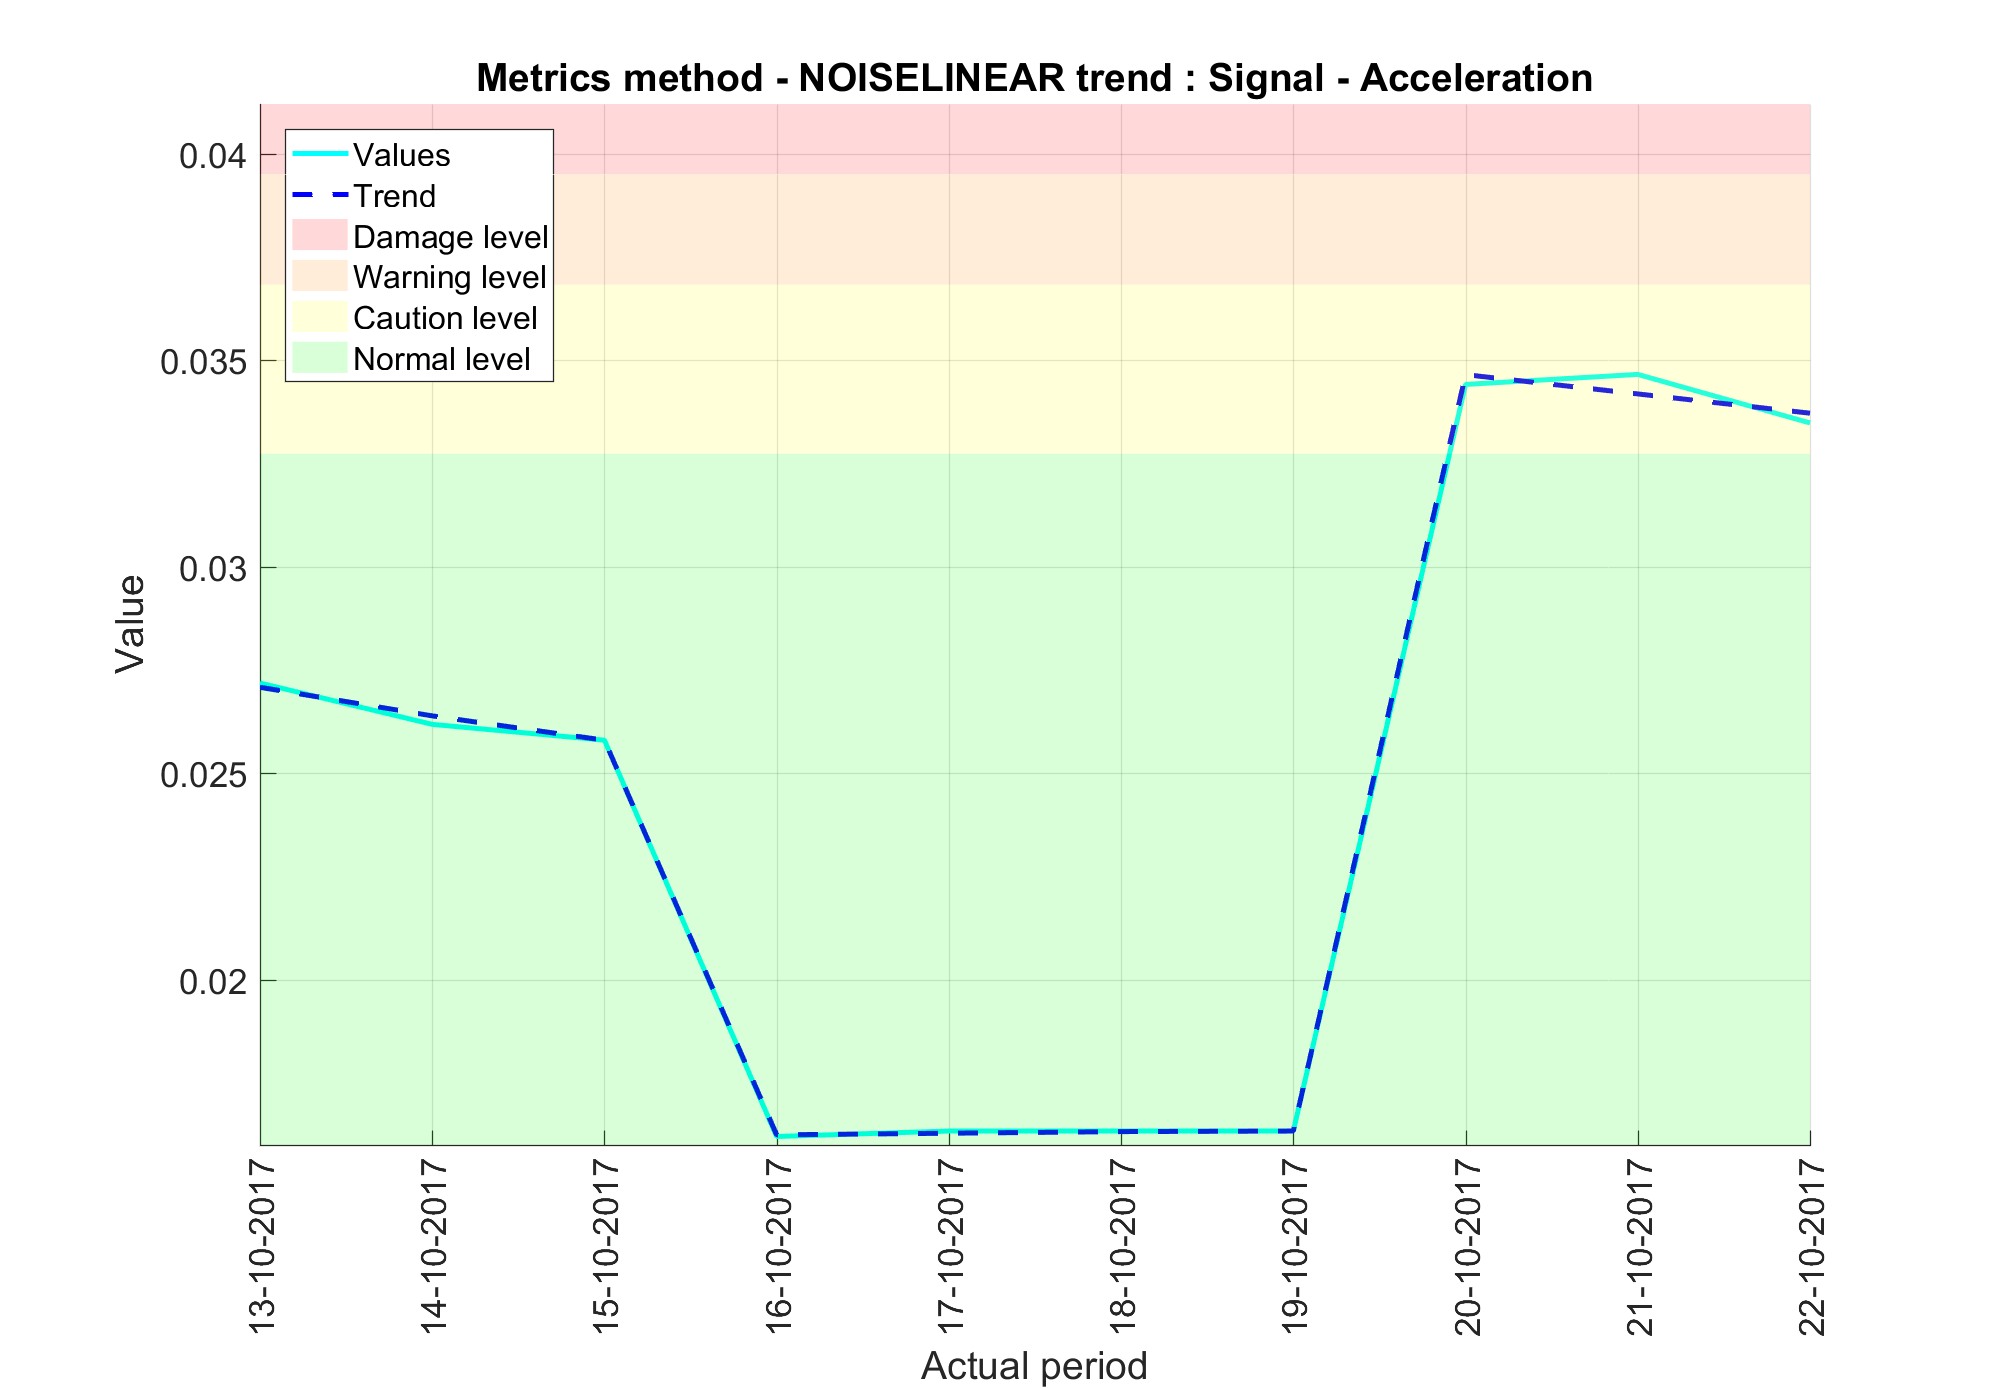 Metrics method - NOISELINEAR trend : Signal - Acceleration
Values
Trend
Damage level
Warning level
Caution level
Normal level
0.04
0.035
0.03
0.025
0.02
Value
13-10-2017
14-10-2017
15-10-2017
16-10-2017
17-10-2017
18-10-2017
19-10-2017
20-10-2017
21-10-2017
22-10-2017
Actual period